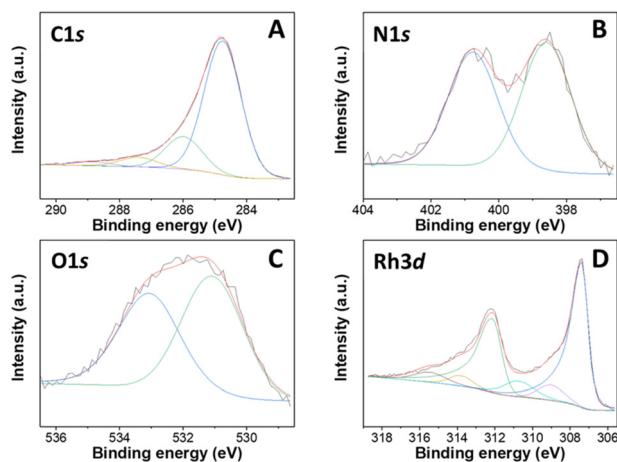 C1s
A
Intensity (a.u.)
290 288 286 284
Binding energy (eV)
N1s
B
Intensity (a.u.)
404 402 400 398
Binding energy (eV)
O1s
C
Intensity (a.u.)
536 534 532 530
Binding energy (eV)
Rh3d
D
Intensity (a.u.)
318 316 314 312 310 308 306
Binding energy (eV)